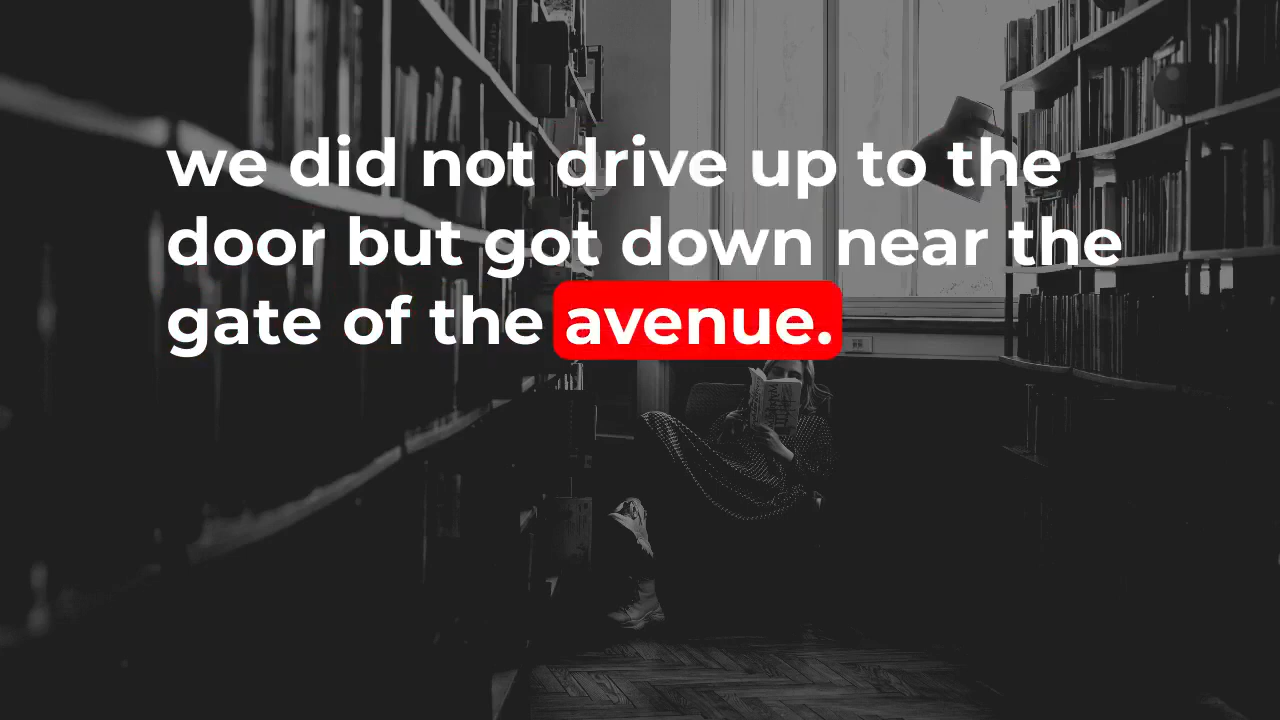 we did not drive up to the
door but got down near the
gate of the avenue.